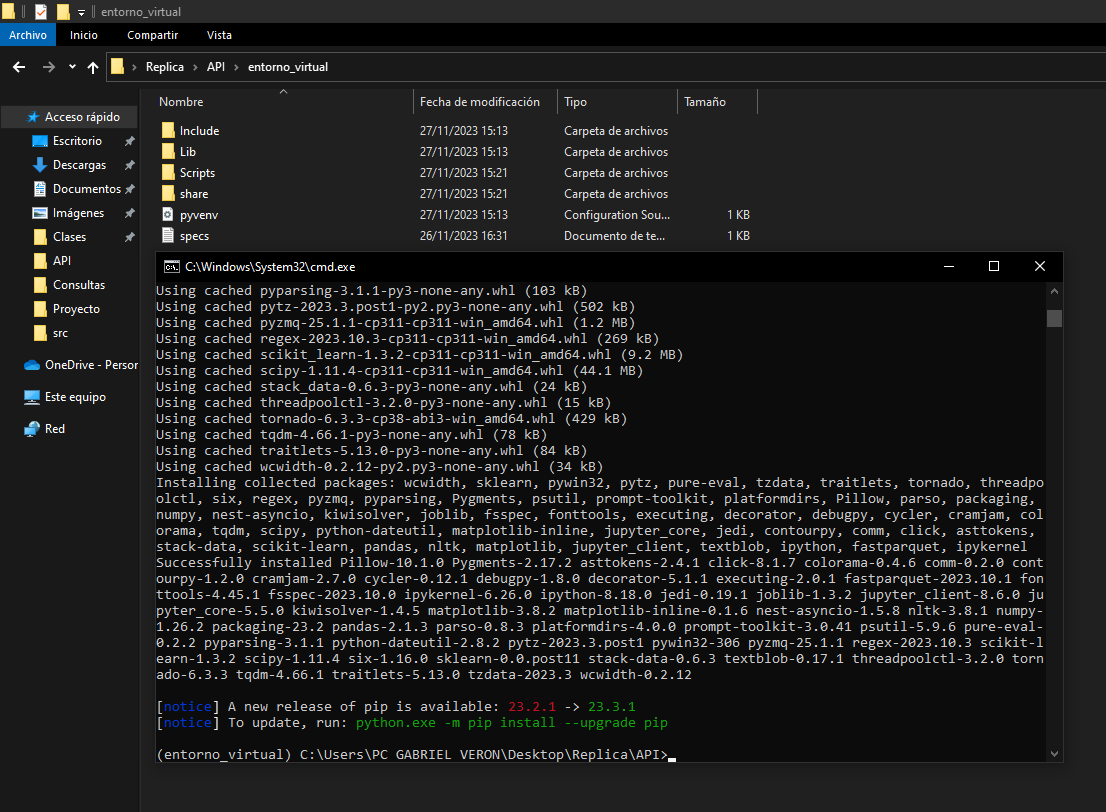 entorno_virtual
Archivo Inicio Compartir Vista
Replica API entorno_virtual
Nombre Fecha de modificación Tipo Tamaño
Acceso rápido
Escritorio
Descargas
Documentos
Imágenes
Clases
API
Consultas
Proyecto
src
OneDrive - Person
Este equipo
Red
Include 27/11/2023 15:13 Carpeta de archivos
Lib 27/11/2023 15:13 Carpeta de archivos
Scripts 27/11/2023 15:21 Carpeta de archivos
share 27/11/2023 15:21 Carpeta de archivos
pyvenv 27/11/2023 15:13 Configuration Sou... 1 KB
specs 26/11/2023 16:31 Documento de te... 1 KB
C:\Windows\System32\cmd.exe
Using cached pyparsing-3.1.1-py3-none-any.whl (103 kB)
Using cached pytz-2023.3.post1-py2.py3-none-any.whl (502 kB)
Using cached pyzmq-25.1.1-cp311-cp311-win_amd64.whl (1.2 MB)
Using cached regex-2023.10.3-cp311-cp311-win_amd64.whl (269 kB)
Using cached scikit_learn-1.3.2-cp311-cp311-win_amd64.whl (9.2 MB)
Using cached scipy-1.11.4-cp311-cp311-win_amd64.whl (44.1 MB)
Using cached stack_data-0.6.3-py3-none-any.whl (24 kB)
Using cached threadpoolctl-3.2.0-py3-none-any.whl (15 kB)
Using cached tornado-6.3.3-cp38-abi3-win_amd64.whl (429 kB)
Using cached tqdm-4.66.1-py3-none-any.whl (78 kB)
Using cached traitlets-5.13.0-py3-none-any.whl (84 kB)
Using cached wcwidth-0.2.12-py2.py3-none-any.whl (34 kB)
Installing collected packages: wcwidth, sklearn, pywin32, pytz, pure-eval, tzdata, traitlets, tornado, threadpo
olctl, six, regex, pyzmq, pyparsing, Pygments, psutil, prompt-toolkit, platformdirs, Pillow, parso, packaging,
numpy, nest-asyncio, kiwisolver, joblib, fsspec, fonttools, executing, decorator, debugpy, cycler, cramjam, col
orama, tqdm, scipy, python-dateutil, matplotlib-inline, jupyter_core, jedi, contourpy, comm, click, asttokens,
stack-data, scikit-learn, pandas, nltk, matplotlib, jupyter_client, textblob, ipython, fastparquet, ipykernel
Successfully installed Pillow-10.1.0 Pygments-2.17.2 asttokens-2.4.1 click-8.1.7 colorama-0.4.6 comm-0.2.0 cont
ourpy-1.2.0 cramjam-2.7.0 cycler-0.12.1 debugpy-1.8.0 decorator-5.1.1 executing-2.0.1 fastparquet-2023.10.1 fon
ttools-4.45.1 fsspec-2023.10.0 ipykernel-6.26.0 ipython-8.18.0 jedi-0.19.1 joblib-1.3.2 jupyter_client-8.6.0 ju
pyter_core-5.5.0 kiwisolver-1.4.5 matplotlib-3.8.2 matplotlib-inline-0.1.6 nest-asyncio-1.5.8 nltk-3.8.1 numpy-
1.26.2 packaging-23.2 pandas-2.1.3 parso-0.8.3 platformdirs-4.0.0 prompt-toolkit-3.0.41 psutil-5.9.6 pure-eval-
0.2.2 pyparsing-3.1.1 python-dateutil-2.8.2 pytz-2023.3.post1 pywin32-306 pyzmq-25.1.1 regex-2023.10.3 scikit-l
earn-1.3.2 scipy-1.11.4 six-1.16.0 sklearn-0.0.post11 stack-data-0.6.3 textblob-0.17.1 threadpoolctl-3.2.0 torn
ado-6.3.3 tqdm-4.66.1 traitlets-5.13.0 tzdata-2023.3 wcwidth-0.2.12
[notice] A new release of pip is available: 23.2.1 -> 23.3.1
[notice] To update, run: python.exe -m pip install --upgrade pip
(entorno_virtual) C:\Users\PC GABRIEL VERON\Desktop\Replica\API>